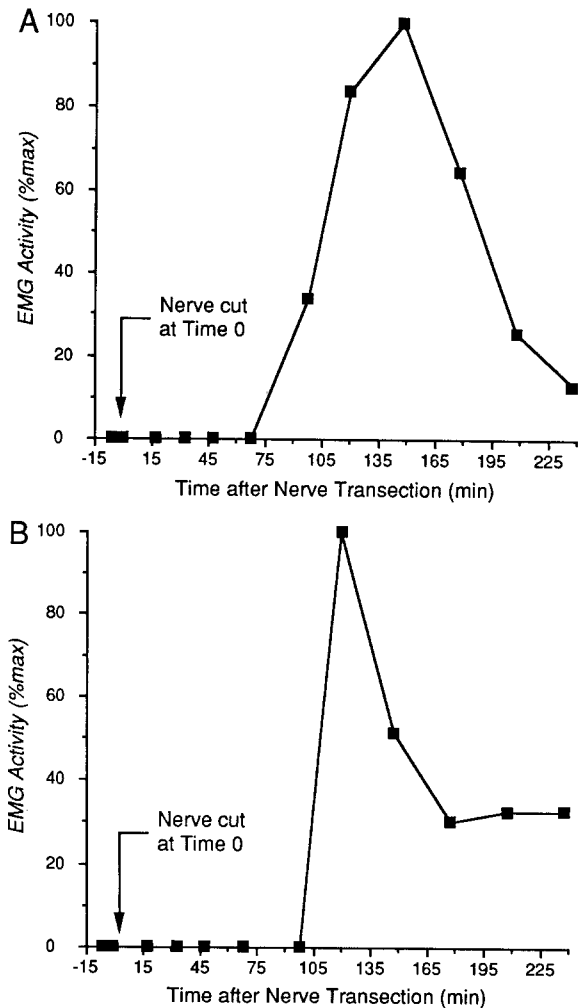 A
EMG Activity (%max)
100
80
60
40
20
0
Nerve cut
at Time 0
-15 15 45 75 105 135 165 195 225
Time after Nerve Transection (min)
B
EMG Activity (%max)
100
80
60
40
20
0
Nerve cut
at Time 0
-15 15 45 75 105 135 165 195 225
Time after Nerve Transection (min)